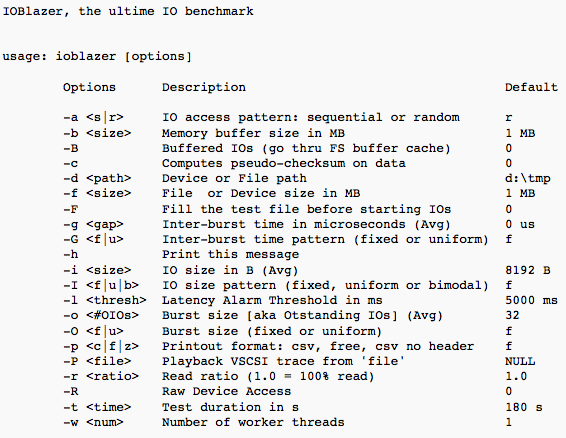 IOBlazer, the ultime IO benchmark
usage: ioblazer [options]
Options Description Default
-a <s|r> IO access pattern: sequential or random r
-b <size> Memory buffer size in MB 1 MB
-B Buffered IOs (go thru FS buffer cache) 0
-c Computes pseudo-checksum on data 0
-d <path> Device or File path d:\tmp
-f <size> File  or Device size in MB 1 MB
-F Fill the test file before starting IOs 0
-g <gap> Inter-burst time in microseconds (Avg) 0 us
-G <f|u> Inter-burst time pattern (fixed or uniform) f
-h Print this message
-i <size> IO size in B (Avg) 8192 B
-I <f|u|b> IO size pattern (fixed, uniform or bimodal) f
-l <thresh> Latency Alarm Threshold in ms 5000 ms
-o <#OIOs> Burst size [aka Otstanding IOs] (Avg) 32
-O <f|u> Burst size (fixed or uniform) f
-p <c|f|z> Printout format: csv, free, csv no header f
-P <file> Playback VSCSI trace from 'file' NULL
-r <ratio> Read ratio (1.0 = 100% read) 1.0
-R Raw Device Access 0
-t <time> Test duration in s 180 s
-w <num> Number of worker threads 1